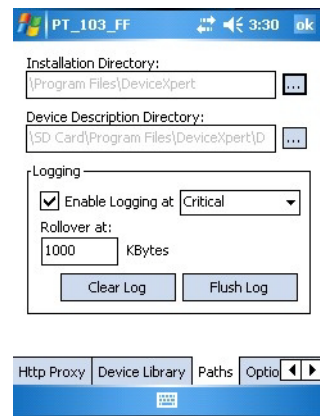 PT_103_FF 3:30 ok
Installation Directory:
\Program Files\DeviceXpert ...
Device Description Directory:
\SD Card\Program Files\DeviceXpert\D ...
Logging
Enable Logging at Critical
Rollover at:
1000 KBytes
Clear Log Flush Log
Http Proxy Device Library Paths Optio